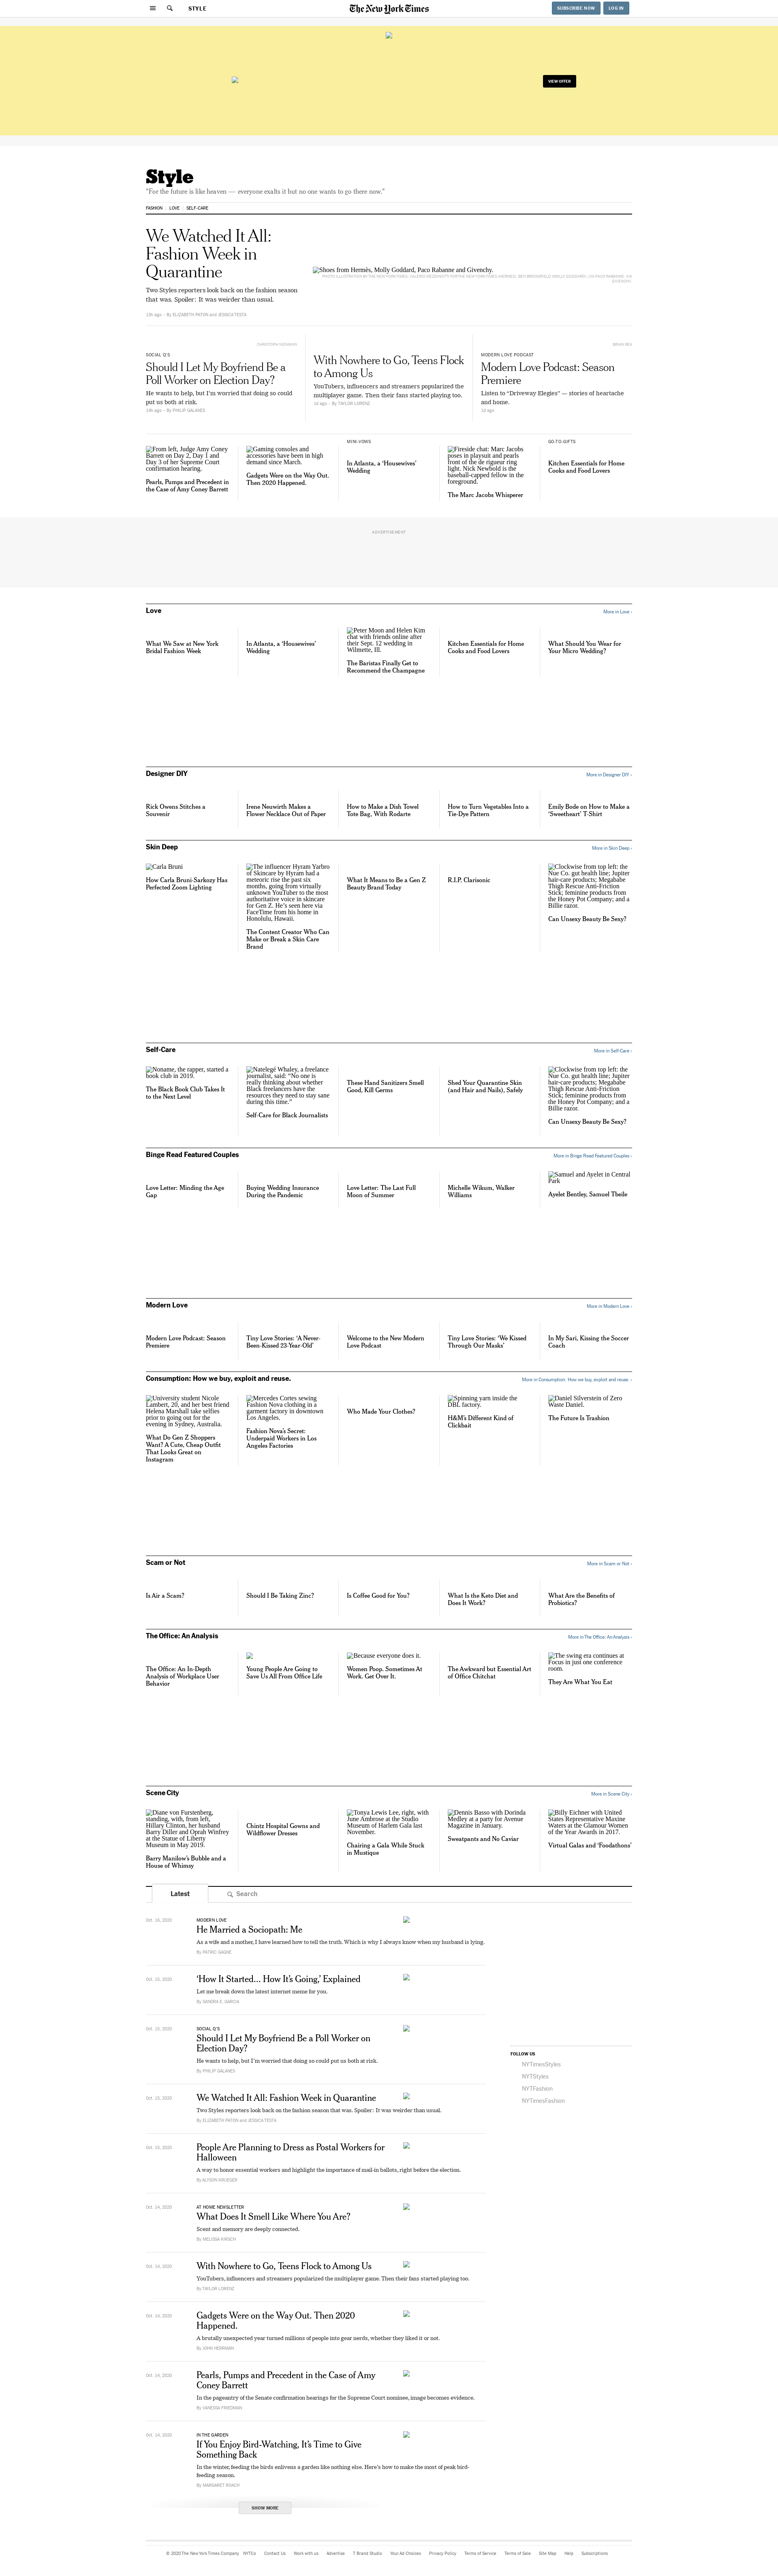 STYLE
The New York Times
SUBSCRIBE NOW
LOG IN
VIEW OFFER
Style
“For the future is like heaven — everyone exalts it but no one wants to go there now.”
FASHION LOVE SELF-CARE
We Watched It All:
Fashion Week in
Quarantine
Two Styles reporters look back on the fashion season
that was. Spoiler: It was weirder than usual.
By ELIZABETH PATON and JESSICA TESTA
Shoes from Hermès, Molly Goddard, Paco Rabanne and Givenchy.
SOCIAL Q’S
Should I Let My Boyfriend Be a
Poll Worker on Election Day?
He wants to help, but I’m worried that doing so could
put us both at risk.
By PHILIP GALANES
With Nowhere to Go, Teens Flock
to Among Us
YouTubers, influencers and streamers popularized the
multiplayer game. Then their fans started playing too.
1d ago - By TAYLOR LORENZ
MODERN LOVE PODCAST
Modern Love Podcast: Season
Premiere
Listen to “Driveway Elegies” — stories of heartache
and home.
From left, Judge Amy Coney
Barrett on Day 2, Day 1 and
Day 3 of her Supreme Court
confirmation hearing.
Pearls, Pumps and Precedent in
the Case of Amy Coney Barrett
Gaming consoles and
accessories have been in high
demand since March.
Gadgets Were on the Way Out.
Then 2020 Happened.
MINI-VOWS
In Atlanta, a ‘Housewives’
Wedding
Fireside chat: Marc Jacobs
poses in playsuit and pearls
front of the de rigueur ring
light. Nick Newbold is the
baseball-capped fellow in the
foreground.
The Marc Jacobs Whisperer
GO-TO-GIFTS
Kitchen Essentials for Home
Cooks and Food Lovers
ADVERTISEMENT
Love
More in Love ›
What We Saw at New York
Bridal Fashion Week
In Atlanta, a ‘Housewives’
Wedding
Peter Moon and Helen Kim
chat with friends online after
their Sept. 12 wedding in
Wilmette, Ill.
The Baristas Finally Get to
Recommend the Champagne
Kitchen Essentials for Home
Cooks and Food Lovers
What Should You Wear for
Your Micro Wedding?
Designer DIY
More in Designer DIY ›
Rick Owens Stitches a
Souvenir
Irene Neuwirth Makes a
Flower Necklace Out of Paper
How to Make a Dish Towel
Tote Bag, With Rodarte
How to Turn Vegetables Into a
Tie-Dye Pattern
Emily Bode on How to Make a
‘Sweetheart’ T-Shirt
Skin Deep
More in Skin Deep ›
Carla Bruni
How Carla Bruni-Sarkozy Has
Perfected Zoom Lighting
The influencer Hyram Yarbro
of Skincare by Hyram had a
meteoric rise the past six
months, going from virtually
unknown YouTuber to the most
authoritative voice in skincare
for Gen Z. He’s seen here via
FaceTime from his home in
Honolulu, Hawaii.
The Content Creator Who Can
Make or Break a Skin Care
Brand
What It Means to Be a Gen Z
Beauty Brand Today
R.I.P. Clarisonic
Clockwise from top left: the
Nue Co. gut health line; Jupiter
hair-care products; Megababe
Thigh Rescue Anti-Friction
Stick; feminine products from
the Honey Pot Company; and a
Billie razor.
Can Unsexy Beauty Be Sexy?
Self-Care
More in Self-Care ›
Noname, the rapper, started a
book club in 2019.
The Black Book Club Takes It
to the Next Level
Natelegé Whaley, a freelance
journalist, said: “No one is
really thinking about whether
Black freelancers have the
resources they need to stay sane
during this time.”
Self-Care for Black Journalists
These Hand Sanitizers Smell
Good, Kill Germs
Shed Your Quarantine Skin
(and Hair and Nails), Safely
Clockwise from top left: the
Nue Co. gut health line; Jupiter
hair-care products; Megababe
Thigh Rescue Anti-Friction
Stick; feminine products from
the Honey Pot Company; and a
Billie razor.
Can Unsexy Beauty Be Sexy?
Binge Read Featured Couples
More in Binge Read Featured Couples ›
Love Letter: Minding the Age
Gap
Buying Wedding Insurance
During the Pandemic
Love Letter: The Last Full
Moon of Summer
Michelle Wikum, Walker
Williams
Samuel and Ayelet in Central
Park
Ayelet Bentley, Samuel Theile
Modern Love
More in Modern Love ›
Modern Love Podcast: Season
Premiere
Tiny Love Stories: ‘A Never-
Been-Kissed 23-Year-Old’
Welcome to the New Modern
Love Podcast
Tiny Love Stories: ‘We Kissed
Through Our Masks’
In My Sari, Kissing the Soccer
Coach
Consumption: How we buy, exploit and reuse.
More in Consumption: How we buy, exploit and reuse. ›
University student Nicole
Lambert, 20, and her best friend
Helena Marshall take selfies
prior to going out for the
evening in Sydney, Australia.
What Do Gen Z Shoppers
Want? A Cute, Cheap Outfit
That Looks Great on
Instagram
Mercedes Cortes sewing
Fashion Nova clothing in a
garment factory in downtown
Los Angeles.
Fashion Nova’s Secret:
Underpaid Workers in Los
Angeles Factories
Who Made Your Clothes?
Spinning yarn inside the
DBL factory.
H&M’s Different Kind of
Clickbait
Daniel Silverstein of Zero
Waste Daniel.
The Future Is Trashion
Scam or Not
More in Scam or Not ›
Is Air a Scam?
Should I Be Taking Zinc?
Is Coffee Good for You?
What Is the Keto Diet and
Does It Work?
What Are the Benefits of
Probiotics?
The Office: An Analysis
More in The Office: An Analysis ›
The Office: An In-Depth
Analysis of Workplace User
Behavior
Young People Are Going to
Save Us All From Office Life
Because everyone does it.
Women Poop. Sometimes At
Work. Get Over It.
The Awkward but Essential Art
of Office Chitchat
The swing era continues at
Focus in just one conference
room.
They Are What You Eat
Scene City
More in Scene City ›
Diane von Furstenberg,
standing, with, from left,
Hillary Clinton, her husband
Barry Diller and Oprah Winfrey
at the Statue of Liberty
Museum in May 2019.
Barry Manilow’s Bubble and a
House of Whimsy
Chintz Hospital Gowns and
Wildflower Dresses
Tonya Lewis Lee, right, with
June Ambrose at the Studio
Museum of Harlem Gala last
November.
Chairing a Gala While Stuck
in Mustique
Dennis Basso with Dorinda
Medley at a party for Avenue
Magazine in January.
Sweatpants and No Caviar
Billy Eichner with United
States Representative Maxine
Waters at the Glamour Women
of the Year Awards in 2017.
Virtual Galas and ‘Foodathons’
Latest
Search
Oct. 16, 2020
MODERN LOVE
He Married a Sociopath: Me
As a wife and a mother, I have learned how to tell the truth. Which is why I always know when my husband is lying.
By PATRIC GAGNE
Oct. 15, 2020
‘How It Started... How It’s Going,’ Explained
Let me break down the latest internet meme for you.
By SANDRA E. GARCIA
Oct. 15, 2020
SOCIAL Q’S
Should I Let My Boyfriend Be a Poll Worker on
Election Day?
He wants to help, but I’m worried that doing so could put us both at risk.
By PHILIP GALANES
Oct. 15, 2020
We Watched It All: Fashion Week in Quarantine
Two Styles reporters look back on the fashion season that was. Spoiler: It was weirder than usual.
By ELIZABETH PATON and JESSICA TESTA
Oct. 15, 2020
People Are Planning to Dress as Postal Workers for
Halloween
A way to honor essential workers and highlight the importance of mail-in ballots, right before the election.
By ALYSON KRUEGER
Oct. 14, 2020
AT HOME NEWSLETTER
What Does It Smell Like Where You Are?
Scent and memory are deeply connected.
By MELISSA KIRSCH
Oct. 14, 2020
With Nowhere to Go, Teens Flock to Among Us
YouTubers, influencers and streamers popularized the multiplayer game. Then their fans started playing too.
By TAYLOR LORENZ
Oct. 14, 2020
Gadgets Were on the Way Out. Then 2020
Happened.
A brutally unexpected year turned millions of people into gear nerds, whether they liked it or not.
By JOHN HERRMAN
Oct. 14, 2020
Pearls, Pumps and Precedent in the Case of Amy
Coney Barrett
In the pageantry of the Senate confirmation hearings for the Supreme Court nominee, image becomes evidence.
By VANESSA FRIEDMAN
Oct. 14, 2020
IN THE GARDEN
If You Enjoy Bird-Watching, It’s Time to Give
Something Back
In the winter, feeding the birds enlivens a garden like nothing else. Here’s how to make the most of peak bird-
feeding season.
By MARGARET ROACH
SHOW MORE
FOLLOW US
NYTimesStyles
NYTStyles
NYTFashion
NYTimesFashion
© 2020 The New York Times Company NYTCo Contact Us Work with us Advertise T Brand Studio Your Ad Choices Privacy Policy Terms of Service Terms of Sale Site Map Help Subscriptions